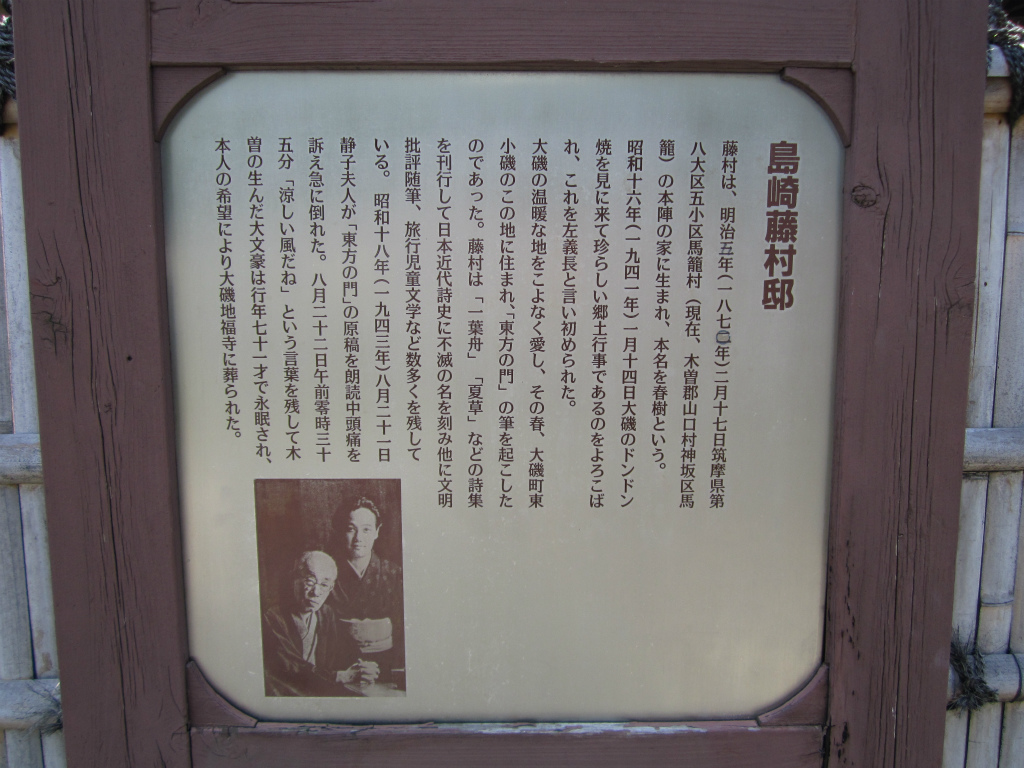 島崎藤村邸
藤村は、明治五年(一八七〇年)二月十七日筑摩県第
八大区五小区馬籠村（現在、木曽郡山口村神坂区馬
籠）の本陣の家に生まれ、本名を春樹という。
昭和十六年(一九四一年)一月十四日大磯のドンドン
焼を見に来て珍らしい郷土行事であるのをよろこば
れ、これを左義長と言い初められた。
大磯の温暖な地をこよなく愛し、その春、大磯町東
小磯のこの地に住まれ、「東方の門」の筆を起こした
のであった。藤村は「一葉舟」「夏草」などの詩集
を刊行して日本近代詩史に不滅の名を刻み他に文明
批評随筆、旅行児童文学など数多くを残して
いる。昭和十八年(一九四三年)八月二十一日
静子夫人が「東方の門」の原稿を朗読中頭痛を
訴え急に倒れた。八月二十二日午前零時三十
五分「涼しい風だね」という言葉を残して木
曽の生んだ大文豪は行年七十一才で永眠され、
本人の希望により大磯地福寺に葬られた。